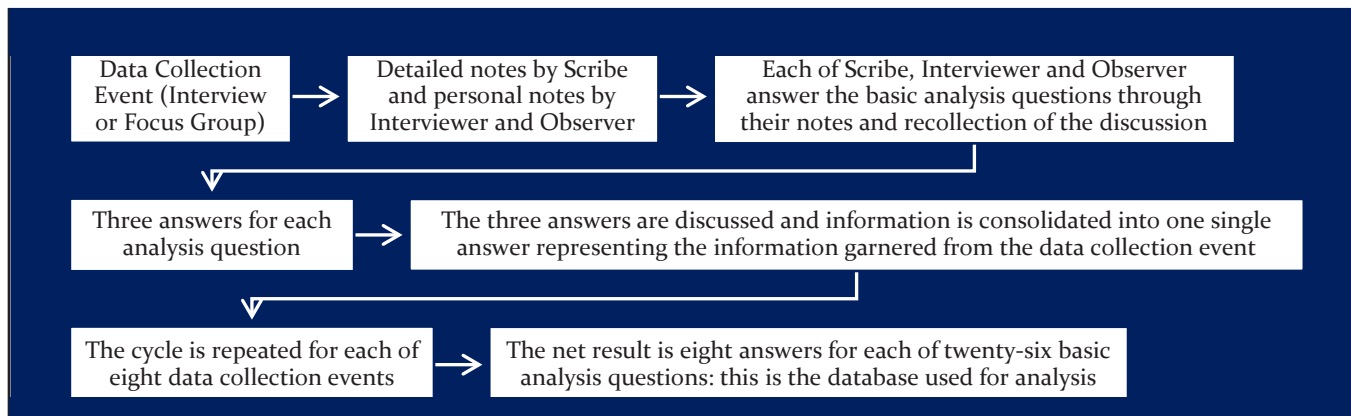 Data Collection
Event (Interview
or Focus Group)
Detailed notes by Scribe
and personal notes by
Interviewer and Observer
Each of Scribe, Interviewer and Observer
answer the basic analysis questions through
their notes and recollection of the discussion
Three answers for each
analysis question
The three answers are discussed and information is consolidated into one single
answer representing the information garnered from the data collection event
The cycle is repeated for each of
eight data collection events
The net result is eight answers for each of twenty-six basic
analysis questions: this is the database used for analysis